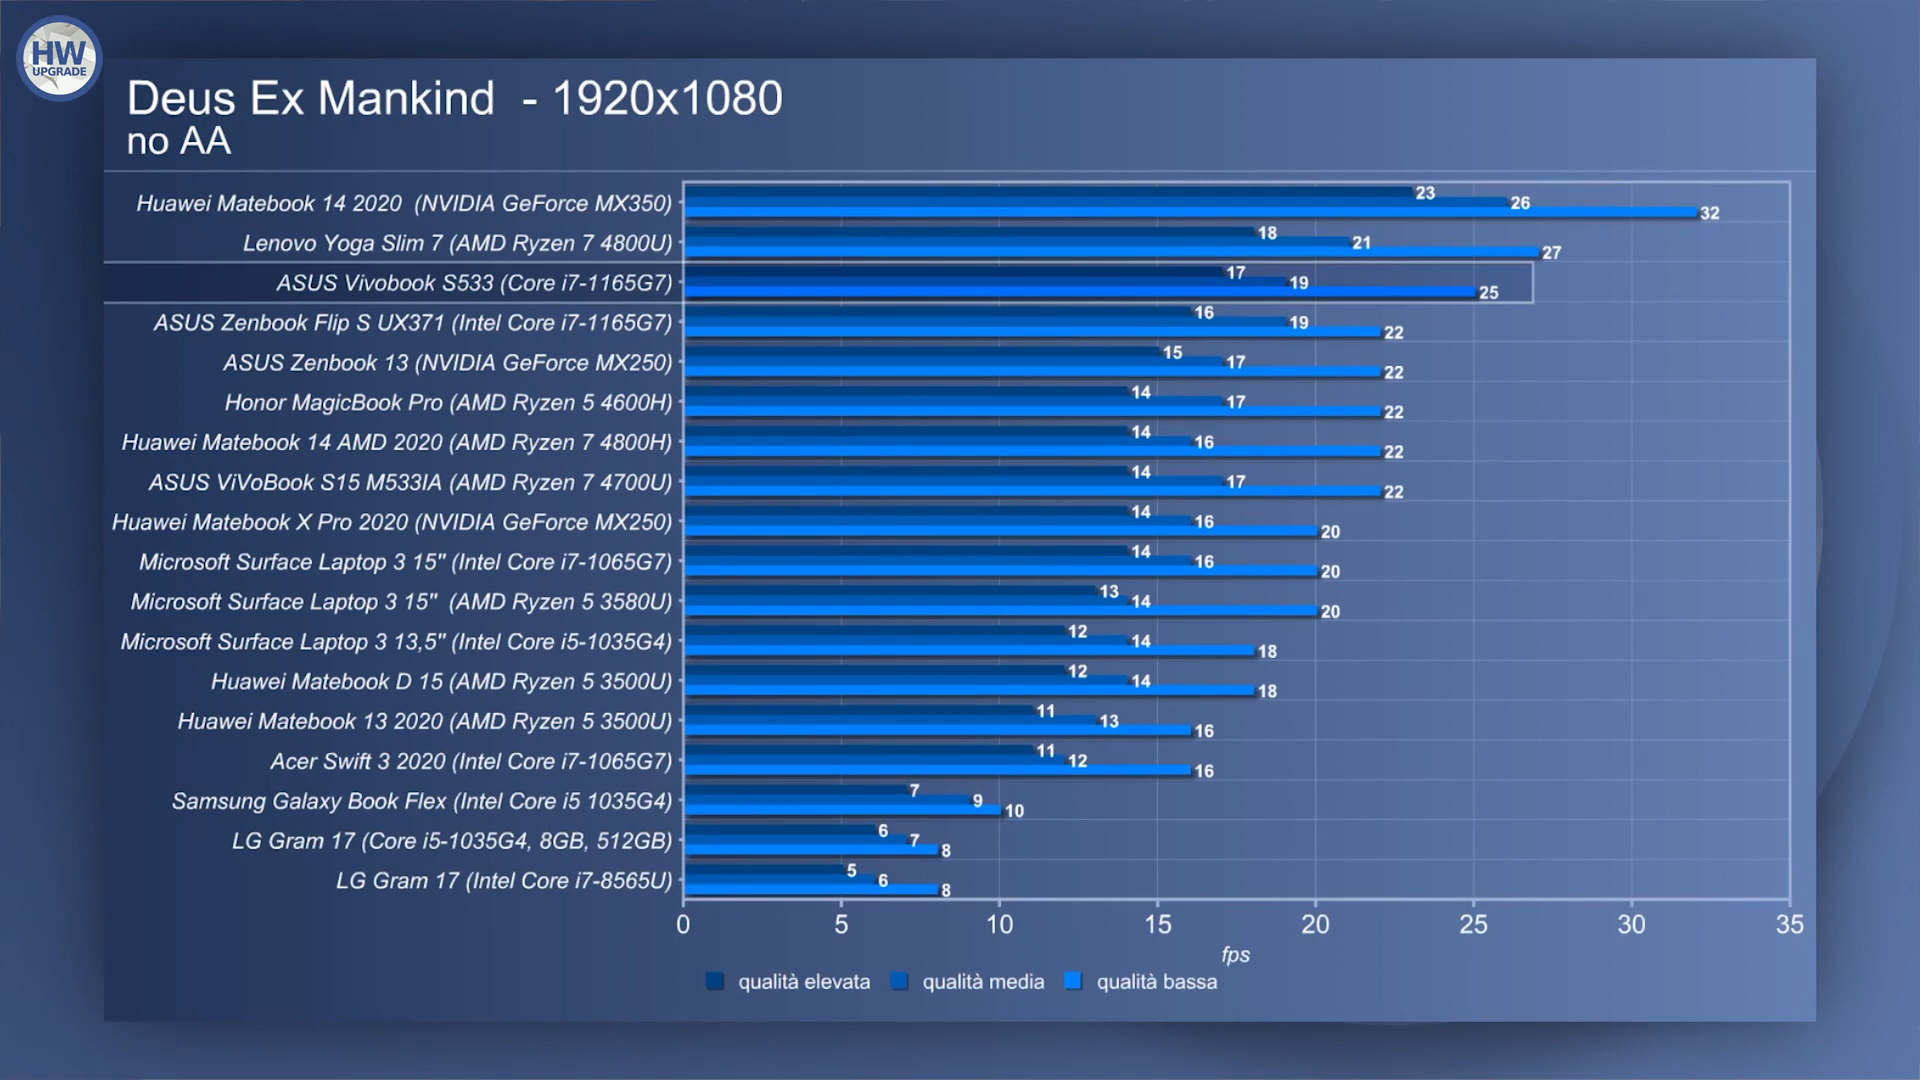 HW
UPGRADE
Deus Ex Mankind - 1920x1080
no AA
Huawei Matebook 14 2020 (NVIDIA GeForce MX350) 23 26 32
Lenovo Yoga Slim 7 (AMD Ryzen 7 4800U) 18 21 27
ASUS Vivobook S533 (Core i7-1165G7) 17 19 25
ASUS Zenbook Flip S UX371 (Intel Core i7-1165G7) 16 19 22
ASUS Zenbook 13 (NVIDIA GeForce MX250) 15 17 22
Honor MagicBook Pro (AMD Ryzen 5 4600H) 14 17 22
Huawei Matebook 14 AMD 2020 (AMD Ryzen 7 4800H) 14 16 22
ASUS ViVoBook S15 M533IA (AMD Ryzen 7 4700U) 14 17 22
Huawei Matebook X Pro 2020 (NVIDIA GeForce MX250) 14 16 20
Microsoft Surface Laptop 3 15" (Intel Core i7-1065G7) 14 16 20
Microsoft Surface Laptop 3 15" (AMD Ryzen 5 3580U) 13 14 20
Microsoft Surface Laptop 3 13,5" (Intel Core i5-1035G4) 12 14 18
Huawei Matebook D 15 (AMD Ryzen 5 3500U) 12 14 18
Huawei Matebook 13 2020 (AMD Ryzen 5 3500U) 11 13 16
Acer Swift 3 2020 (Intel Core i7-1065G7) 11 12 16
Samsung Galaxy Book Flex (Intel Core i5 1035G4) 7 9 10
LG Gram 17 (Core i5-1035G4, 8GB, 512GB) 6 7 8
LG Gram 17 (Intel Core i7-8565U) 5 6 8
0 5 10 15 20 25 30 35
fps
qualità elevata qualità media qualità bassa